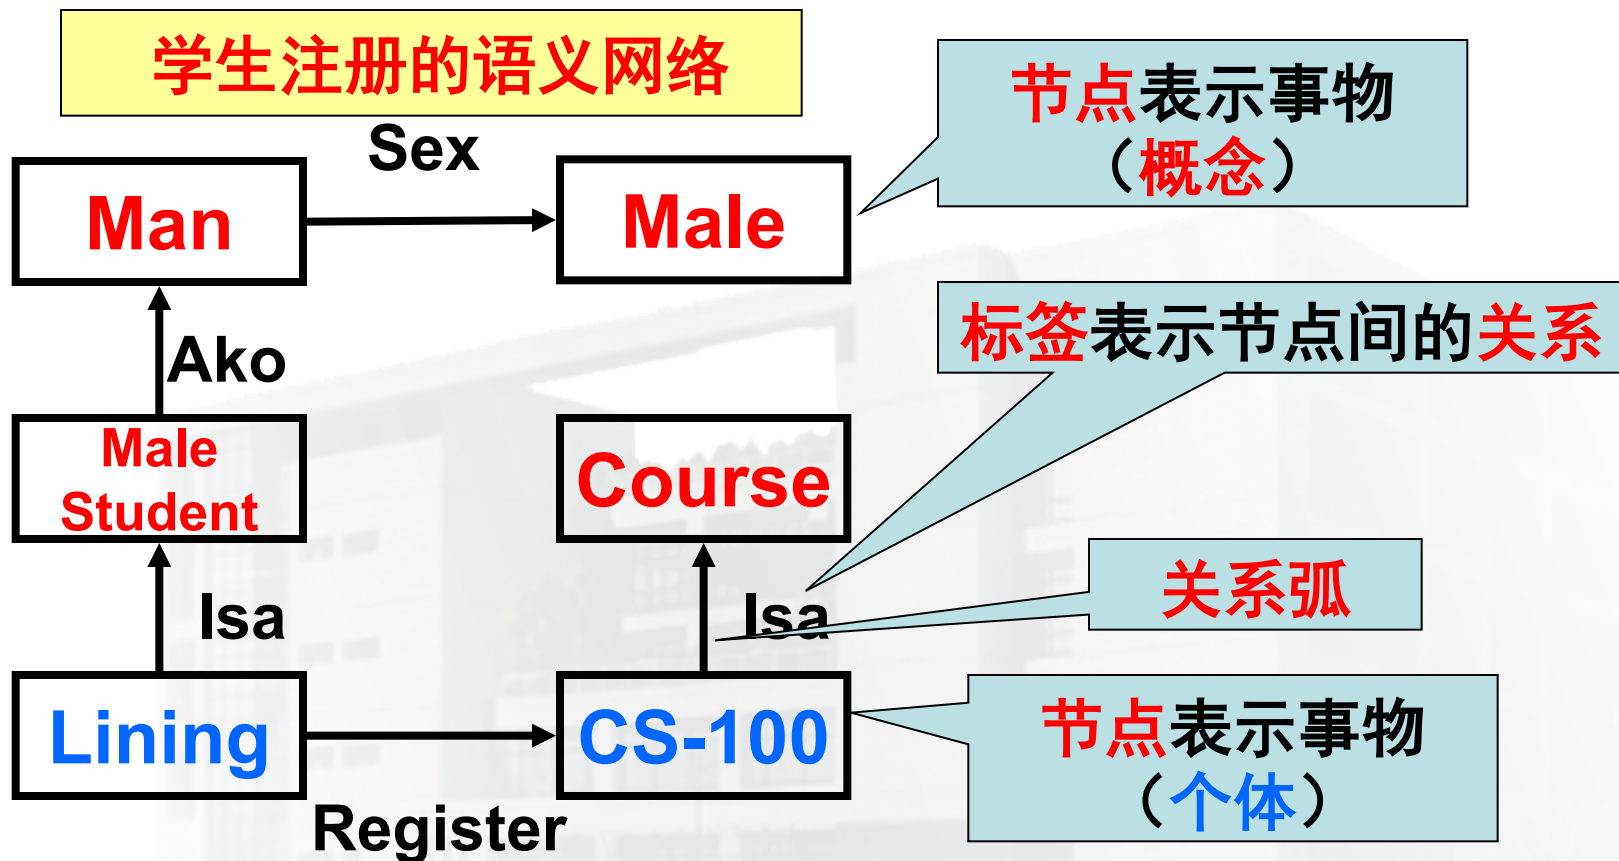 学生注册的语义网络
Sex
Man
Male
节点表示事物
（概念）
标签表示节点间的关系
Ako
Male
Student
Course
Isa
Isa
关系弧
Lining
CS-100
Register
节点表示事物
（个体）